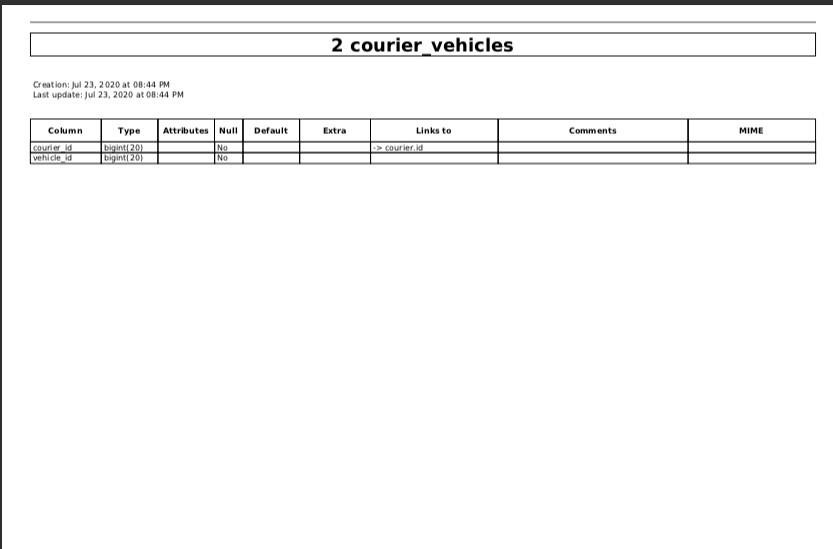 2 courier_vehicles
Creation: Jul 23, 2020 at 08:44 PM
Last update: Jul 23, 2020 at 08:44 PM
Column Type Attributes Null Default Extra Links to Comments MIME
courier_id bigint(20) No -> courier.id
vehicle_id bigint(20) No